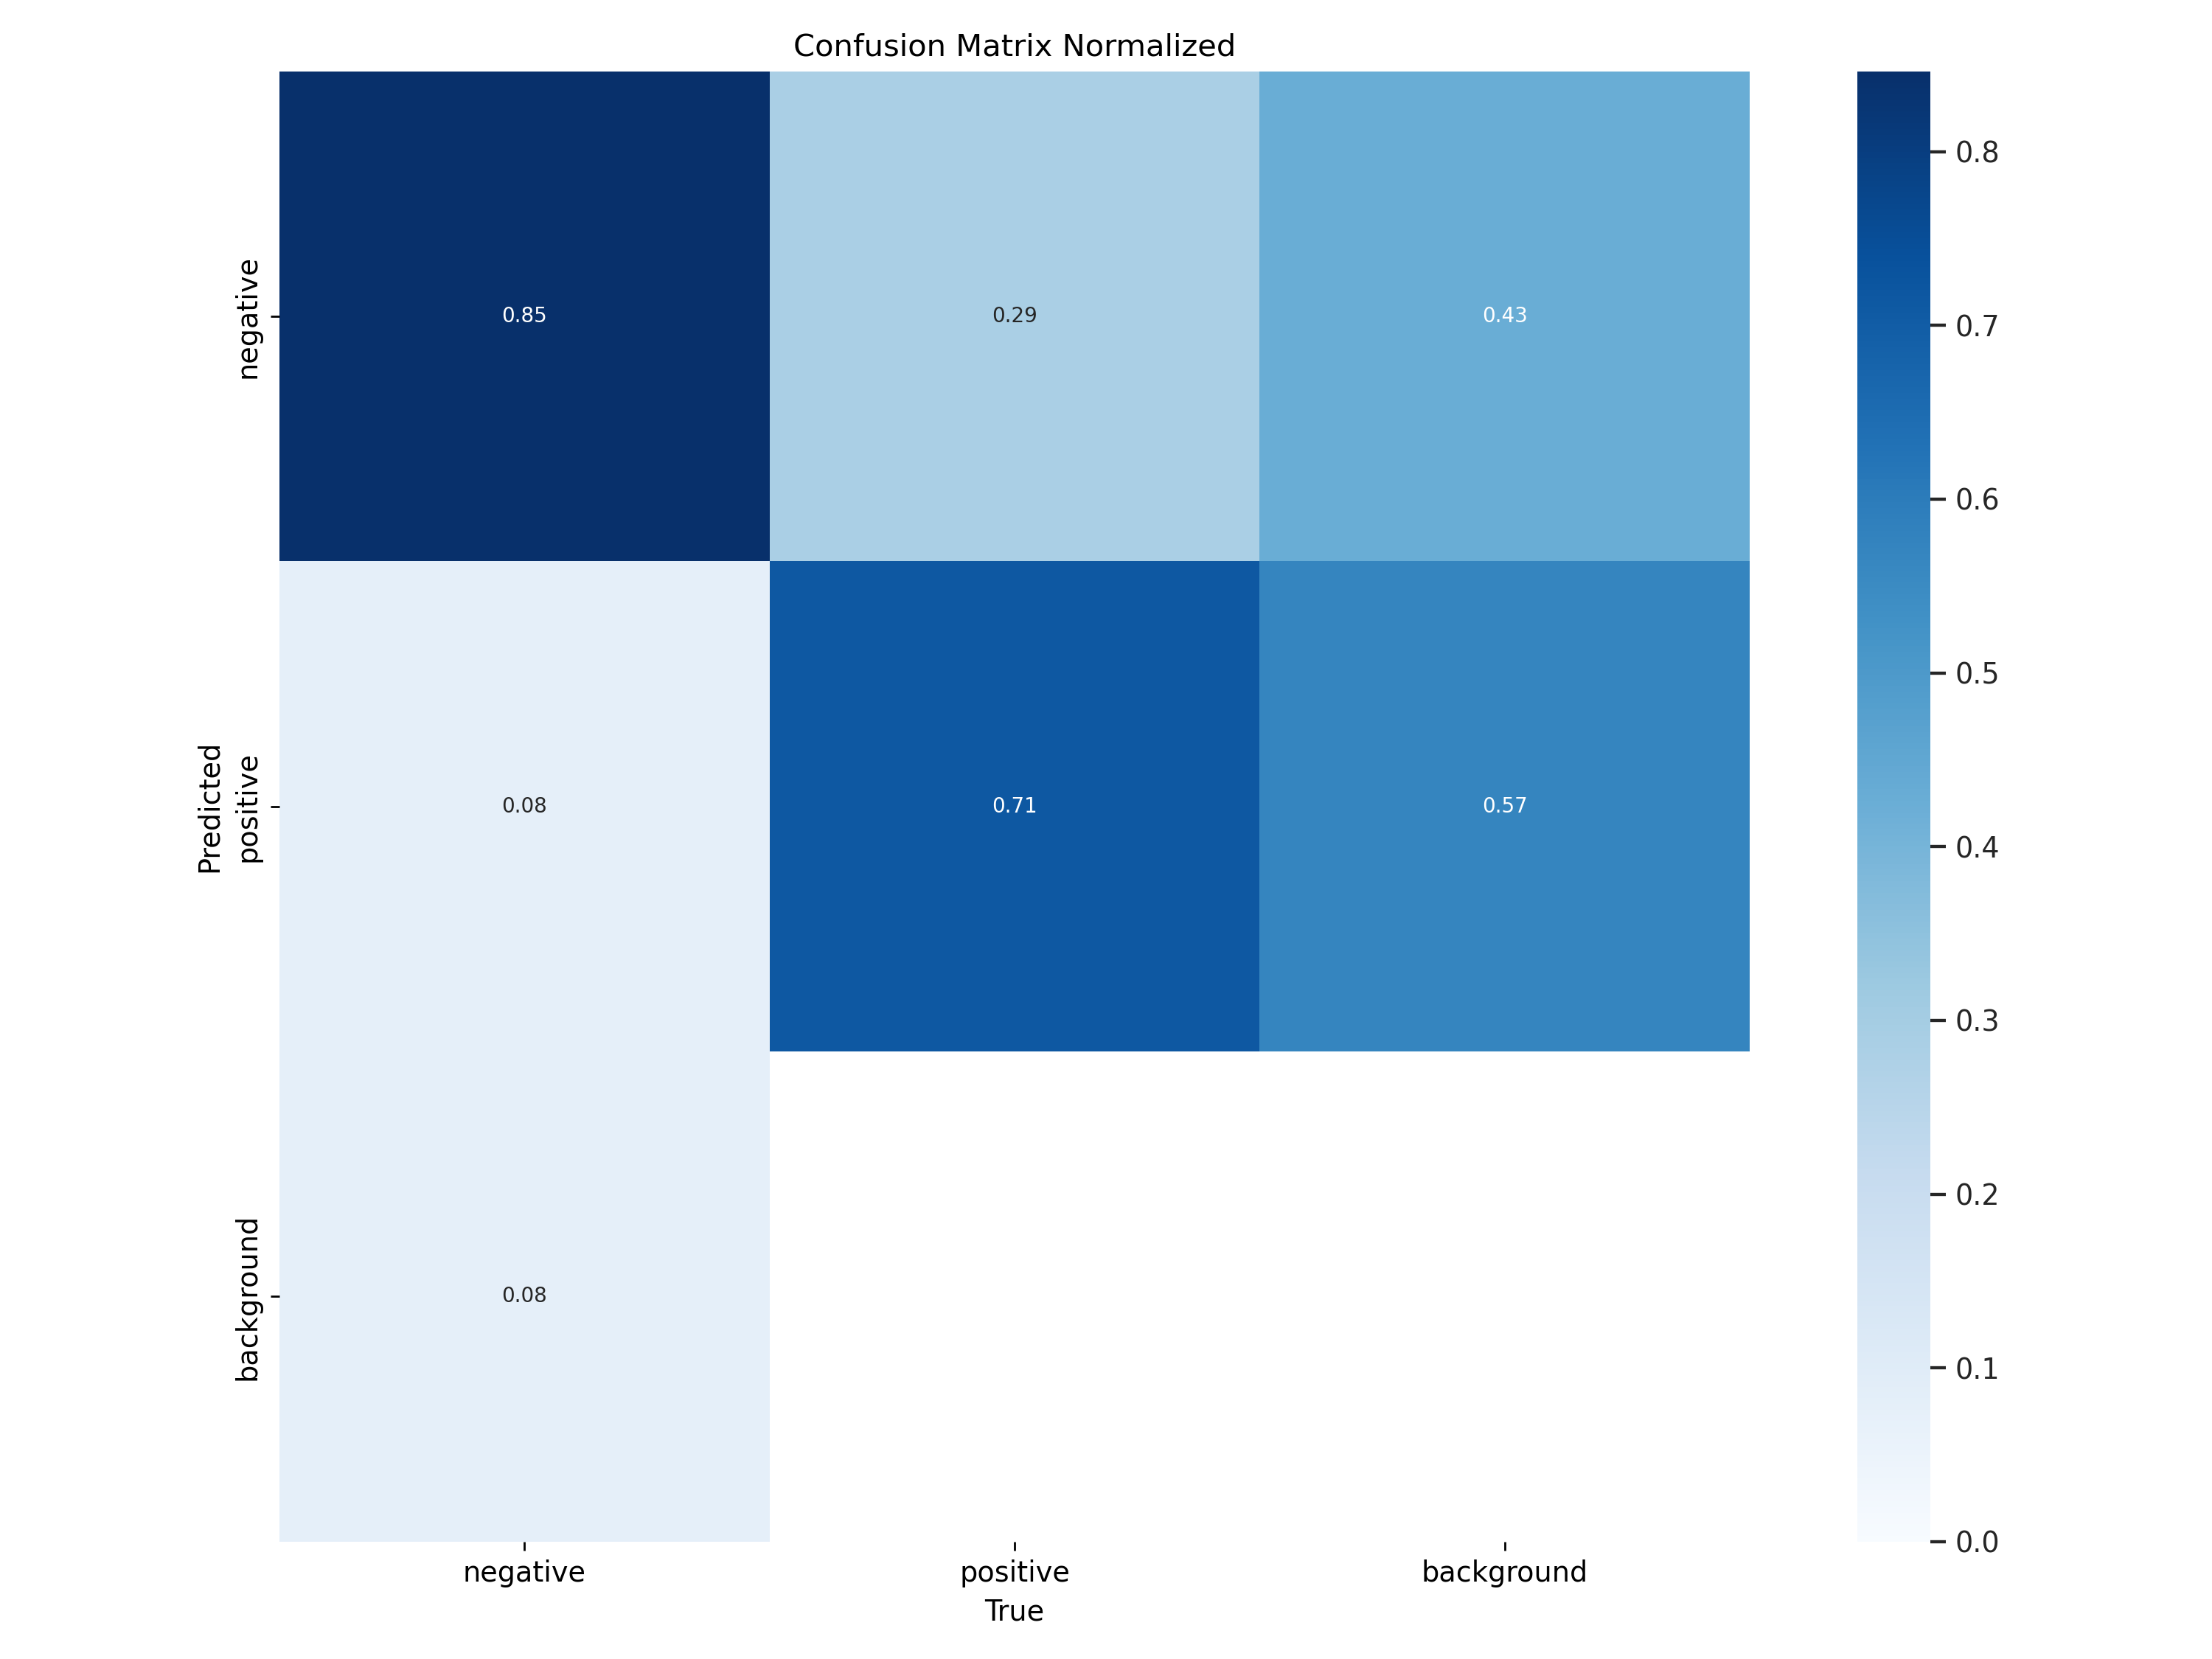 Confusion Matrix Normalized
negative
0.85
0.29
0.43
Predicted
positive
0.08
0.71
0.57
background
0.08
negative
positive
background
True
0.8
0.7
0.6
0.5
0.4
0.3
0.2
0.1
0.0